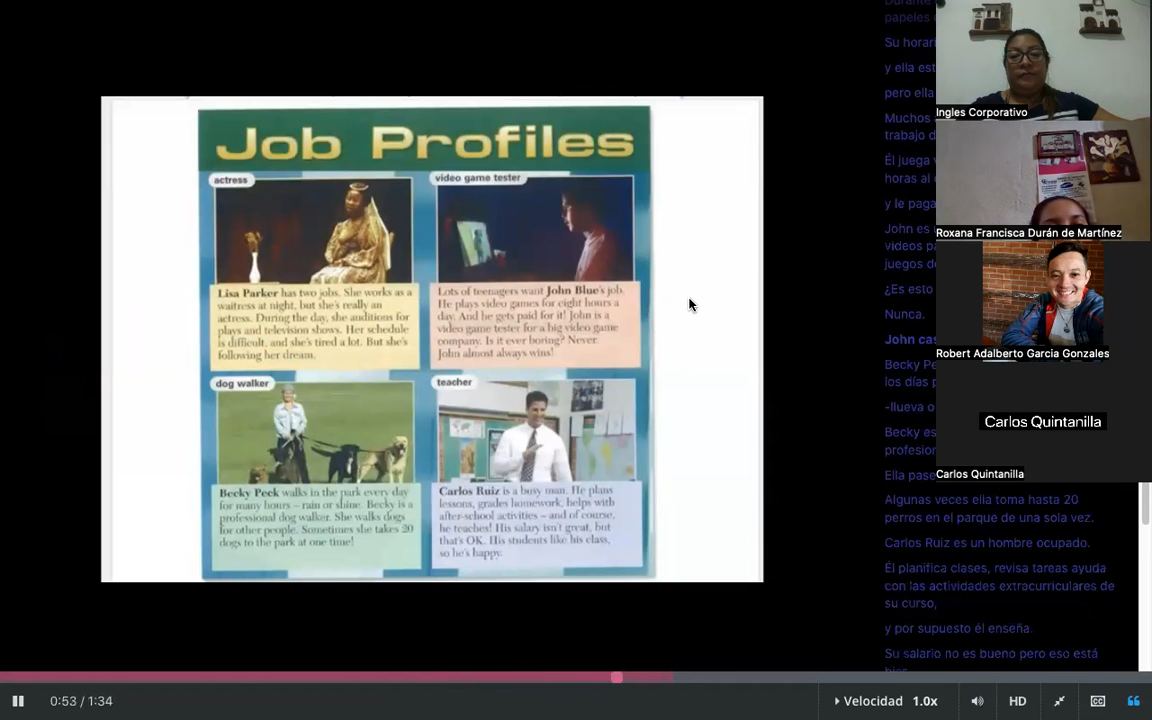 Job Profiles
actress
Lisa Parker has two jobs. She works as a
waitress at night, but she's really an
actress. During the day, she auditions for
plays and television shows. Her schedule
is difficult, and she's tired a lot. But she's
following her dream.
video game tester
Lots of teenagers want John Blue's job.
He plays video games for eight hours a
day. And he gets paid for it! John is a
video game tester for a big video game
company. Is it ever boring? Never.
John almost always wins!
dog walker
Becky Peck walks in the park every day
for many hours – rain or shine. Becky is a
professional dog walker. She walks dogs
for other people. Sometimes she takes 20
dogs to the park at one time!
teacher
Carlos Ruiz is a busy man. He plans
lessons, grades homework, helps with
after-school activities – and of course,
he teaches! His salary isn't great, but
that's OK. His students like his class,
so he's happy.
papeles
Su horari
y ella est
pero ella
Muchos
trabajo d
Él juega
horas al
y le paga
John es
videos pa
juegos de
¿Es esto
Nunca.
John cas
Becky Pe
los días p
-llueva o
Becky es
profesion
Ella pase
Algunas veces ella toma hasta 20
perros en el parque de una sola vez.
Carlos Ruiz es un hombre ocupado.
Él planifica clases, revisa tareas ayuda
con las actividades extracurriculares de
su curso,
y por supuesto él enseña.
Su salario no es bueno pero eso está
Ingles Corporativo
Roxana Francisca Durán de Martínez
Robert Adalberto Garcia Gonzales
Carlos Quintanilla
Carlos Quintanilla
0:53 / 1:34
Velocidad 1.0x
HD
CC